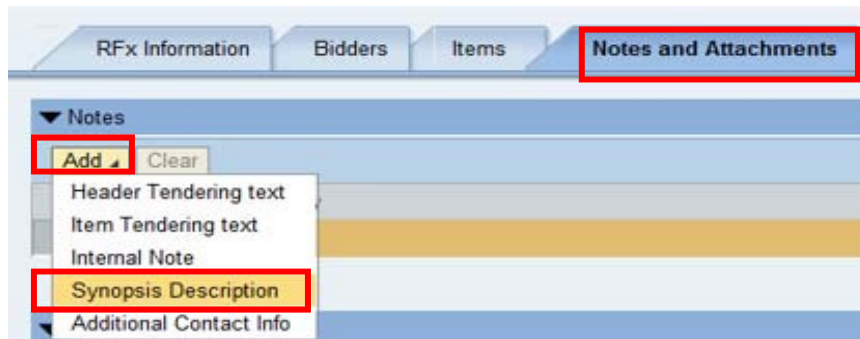 RFx Information Bidders Items Notes and Attachments
Notes
Add Clear
Header Tendering text
Item Tendering text
Internal Note
Synopsis Description
Additional Contact Info